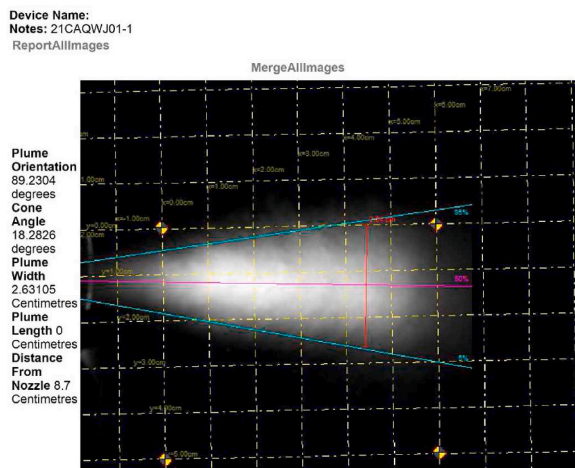 Device Name:
Notes: 21CAQWJ01-1
ReportAllImages
MergeAllImages
x=7.00cm
x=6.00cm
x=5.00cm
x=4.00cm
x=3.00cm
x=2.00cm
x=1.00cm
x=0.00cm
x=-1.00cm
y=0.00cm
y=1.00cm
y=2.00cm
y=3.00cm
y=4.00cm
y=5.00cm
95%
50%
5%
Plume
Orientation
89.2304
degrees
Cone
Angle
18.2826
degrees
Plume
Width
2.63105
Centimetres
Plume
Length 0
Centimetres
Distance
From
Nozzle 8.7
Centimetres